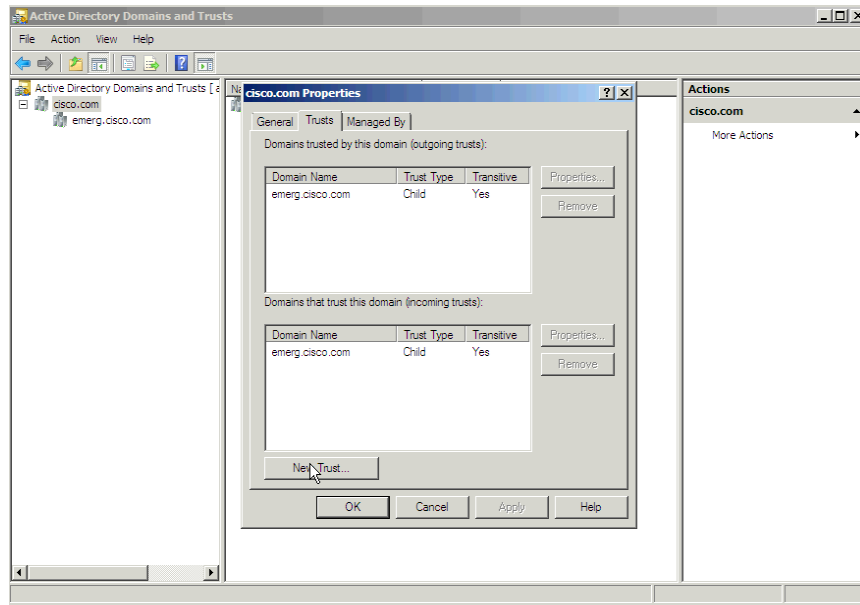 Active Directory Domains and Trusts
File Action View Help
Active Directory Domains and Trusts [
cisco.com
emerg.cisco.com
cisco.com Properties
General Trusts Managed By
Domains trusted by this domain (outgoing trusts):
Domain Name Trust Type Transitive
emerg.cisco.com Child Yes
Properties...
Remove
Domains that trust this domain (incoming trusts):
Domain Name Trust Type Transitive
emerg.cisco.com Child Yes
Properties...
Remove
New Trust...
OK Cancel Apply Help
Actions
cisco.com
More Actions